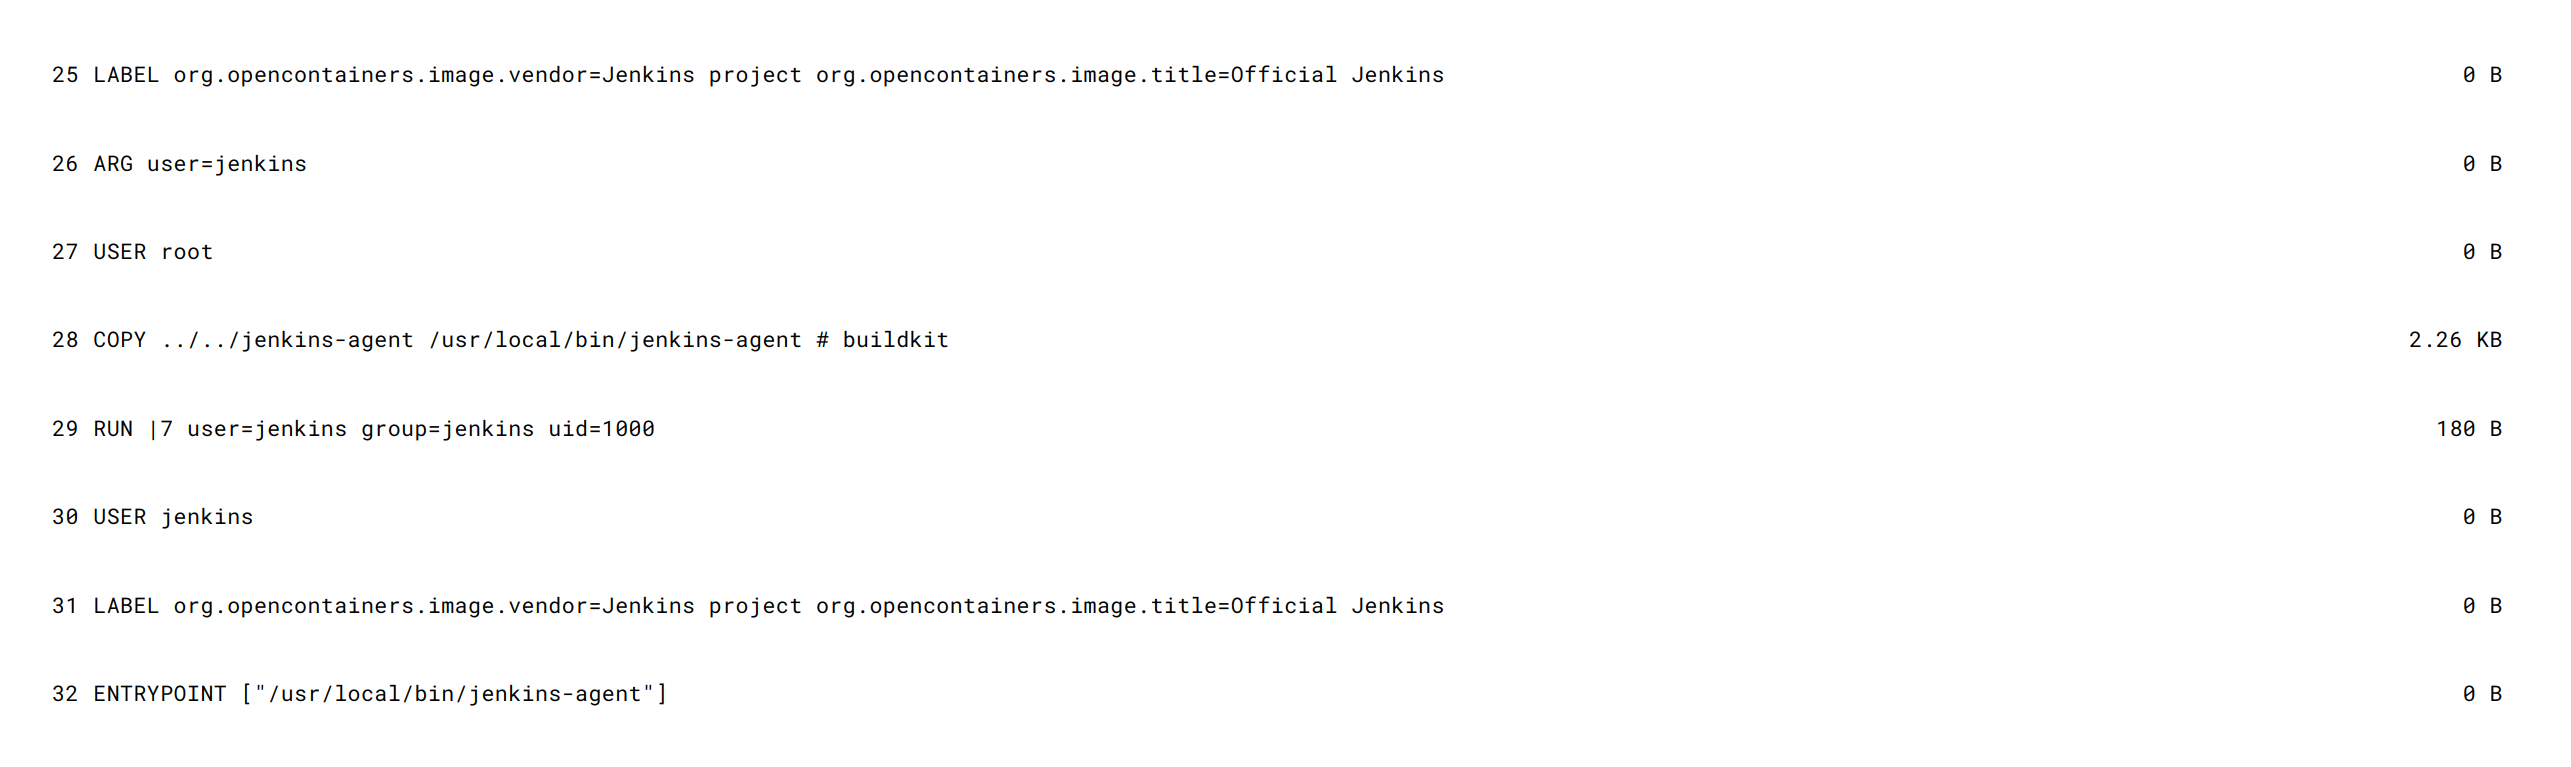 25 LABEL org.opencontainers.image.vendor=Jenkins project org.opencontainers.image.title=Official Jenkins 0 B
26 ARG user=jenkins 0 B
27 USER root 0 B
28 COPY ../../jenkins-agent /usr/local/bin/jenkins-agent # buildkit 2.26 KB
29 RUN |7 user=jenkins group=jenkins uid=1000 180 B
30 USER jenkins 0 B
31 LABEL org.opencontainers.image.vendor=Jenkins project org.opencontainers.image.title=Official Jenkins 0 B
32 ENTRYPOINT ["/usr/local/bin/jenkins-agent"] 0 B